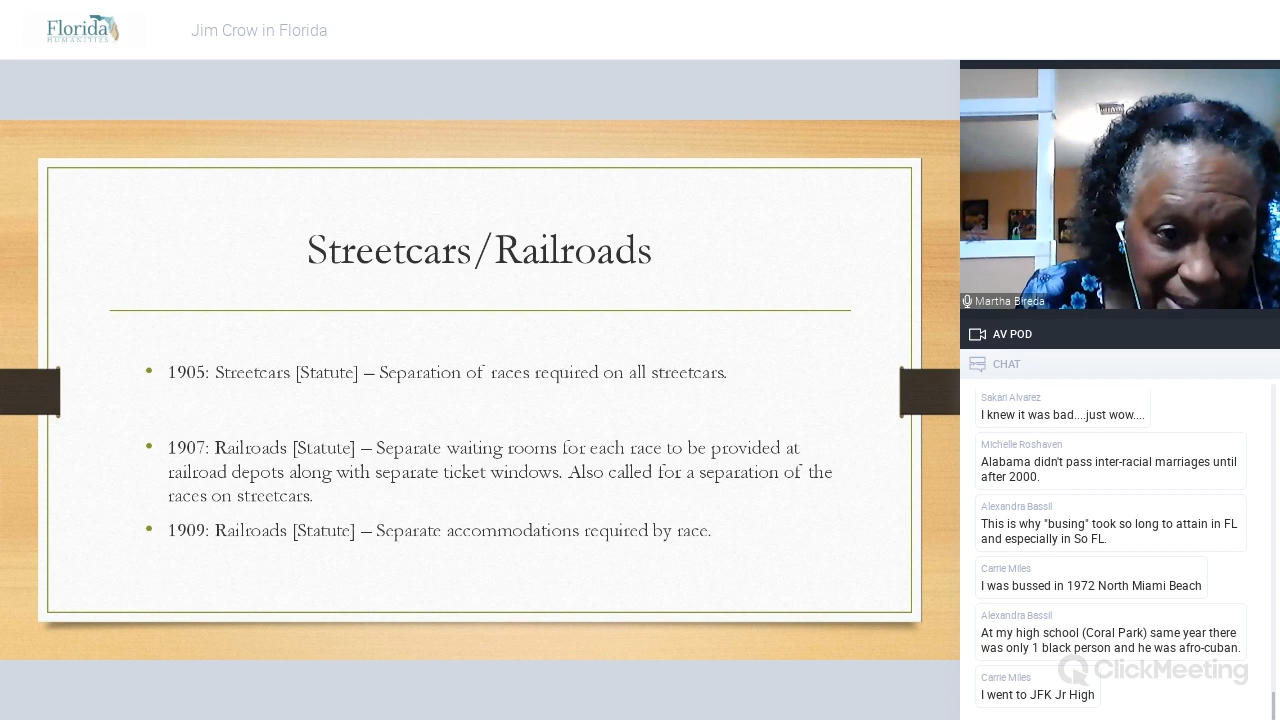 Florida
HUMANITIES
Jim Crow in Florida
Streetcars/Railroads
• 1905: Streetcars [Statute] – Separation of races required on all streetcars.
• 1907: Railroads [Statute] – Separate waiting rooms for each race to be provided at
railroad depots along with separate ticket windows. Also called for a separation of the
races on streetcars.
• 1909: Railroads [Statute] – Separate accommodations required by race.
Martha Bireda
AV POD
CHAT
Sakari Alvarez
I knew it was bad....just wow....
Michelle Roshaven
Alabama didn't pass inter-racial marriages until
after 2000.
Alexandra Bassil
This is why "busing" took so long to attain in FL
and especially in So FL.
Carrie Miles
I was bussed in 1972 North Miami Beach
Alexandra Bassil
At my high school (Coral Park) same year there
was only 1 black person and he was afro-cuban.
Carrie Miles
I went to JFK Jr High
ClickMeeting